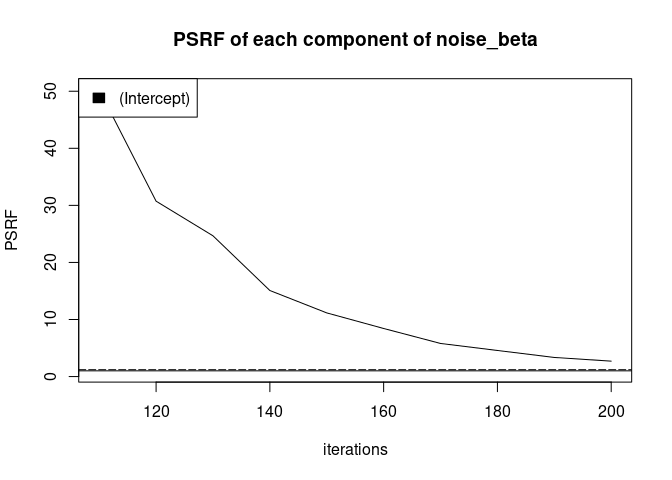 PSRF of each component of noise_beta
(Intercept)
PSRF
50
40
30
20
10
0
120 140 160 180 200
iterations